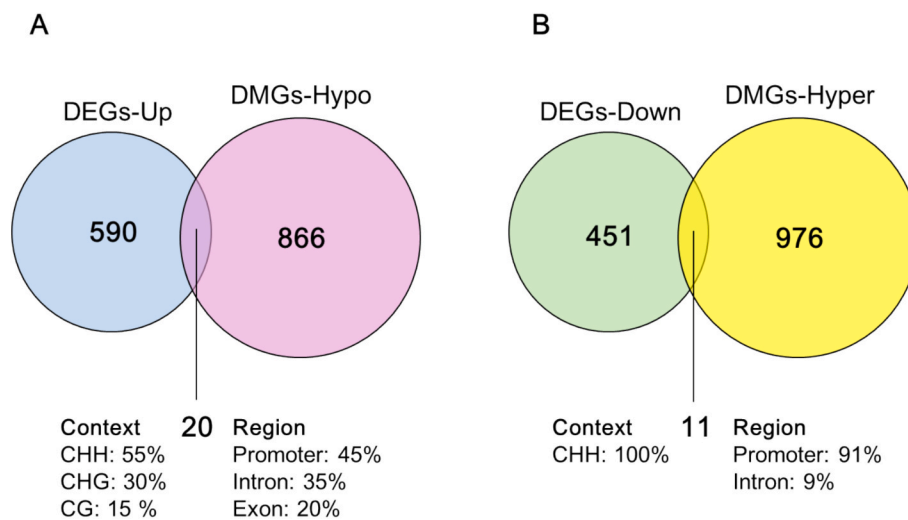 A
B
DEGs-Up
DMGs-Hypo
DEGs-Down
DMGs-Hyper
590
866
451
976
Context
20
Region
CHH: 55%
Promoter: 45%
CHG: 30%
Intron: 35%
CG: 15 %
Exon: 20%
Context
11
Region
CHH: 100%
Promoter: 91%
Intron: 9%